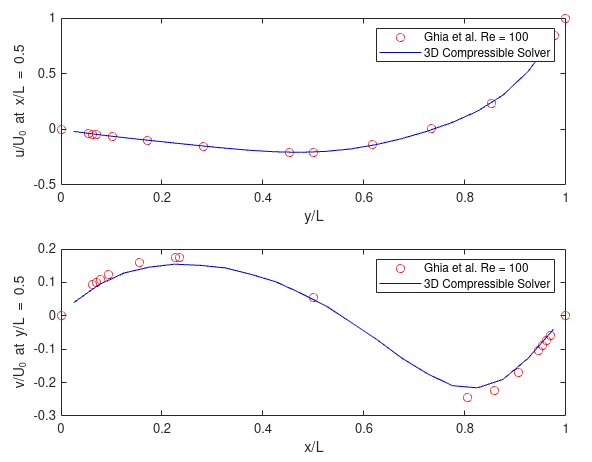 1
0.5
0
-0.5
u/U0 at x/L = 0.5
Ghia et al. Re = 100
3D Compressible Solver
0 0.2 0.4 0.6 0.8 1
y/L
0.2
0.1
0
-0.1
-0.2
-0.3
v/U0 at y/L = 0.5
Ghia et al. Re = 100
3D Compressible Solver
0 0.2 0.4 0.6 0.8 1
x/L